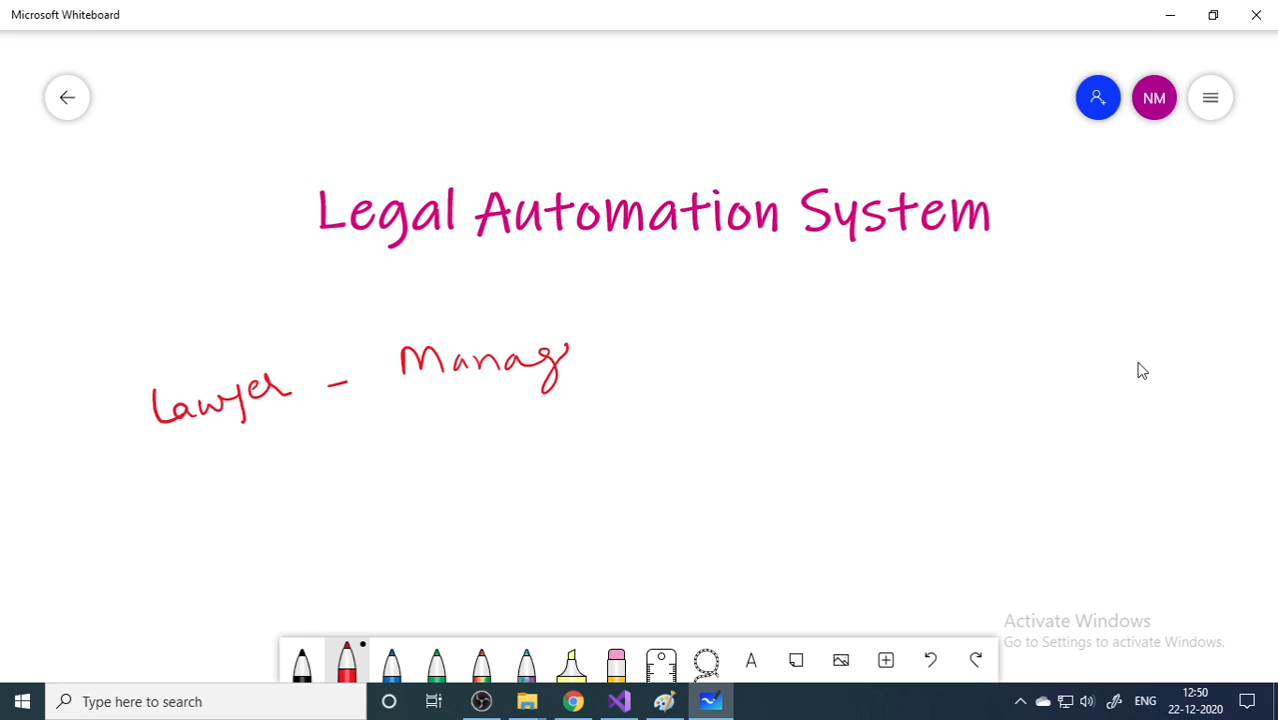 Microsoft Whiteboard
NM
Legal Automation System
Lawyer - Manag
A
Activate Windows
Go to Settings to activate Windows.
Type here to search
ENG
12:50
22-12-2020